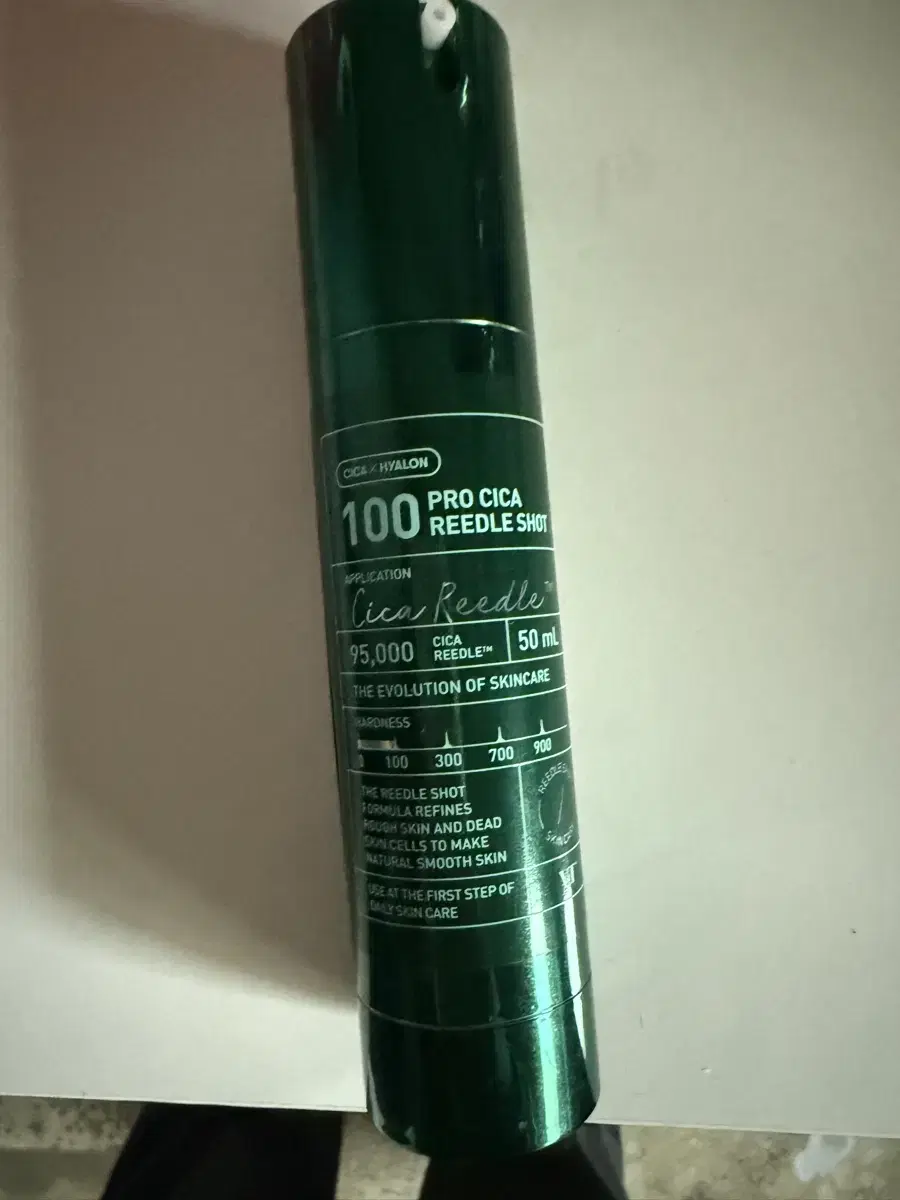 CICA × HYALON
100 PRO CICA
REEDLE SHOT
APPLICATION
Cica Reedle™
95,000 CICA REEDLE™ 50 mL
THE EVOLUTION OF SKINCARE
HARDNESS
0 100 300 700 900
THE REEDLE SHOT
FORMULA REFINES
ROUGH SKIN AND DEAD
SKIN CELLS TO MAKE
NATURAL SMOOTH SKIN
USE AT THE FIRST STEP OF
DAILY SKIN CARE
VT